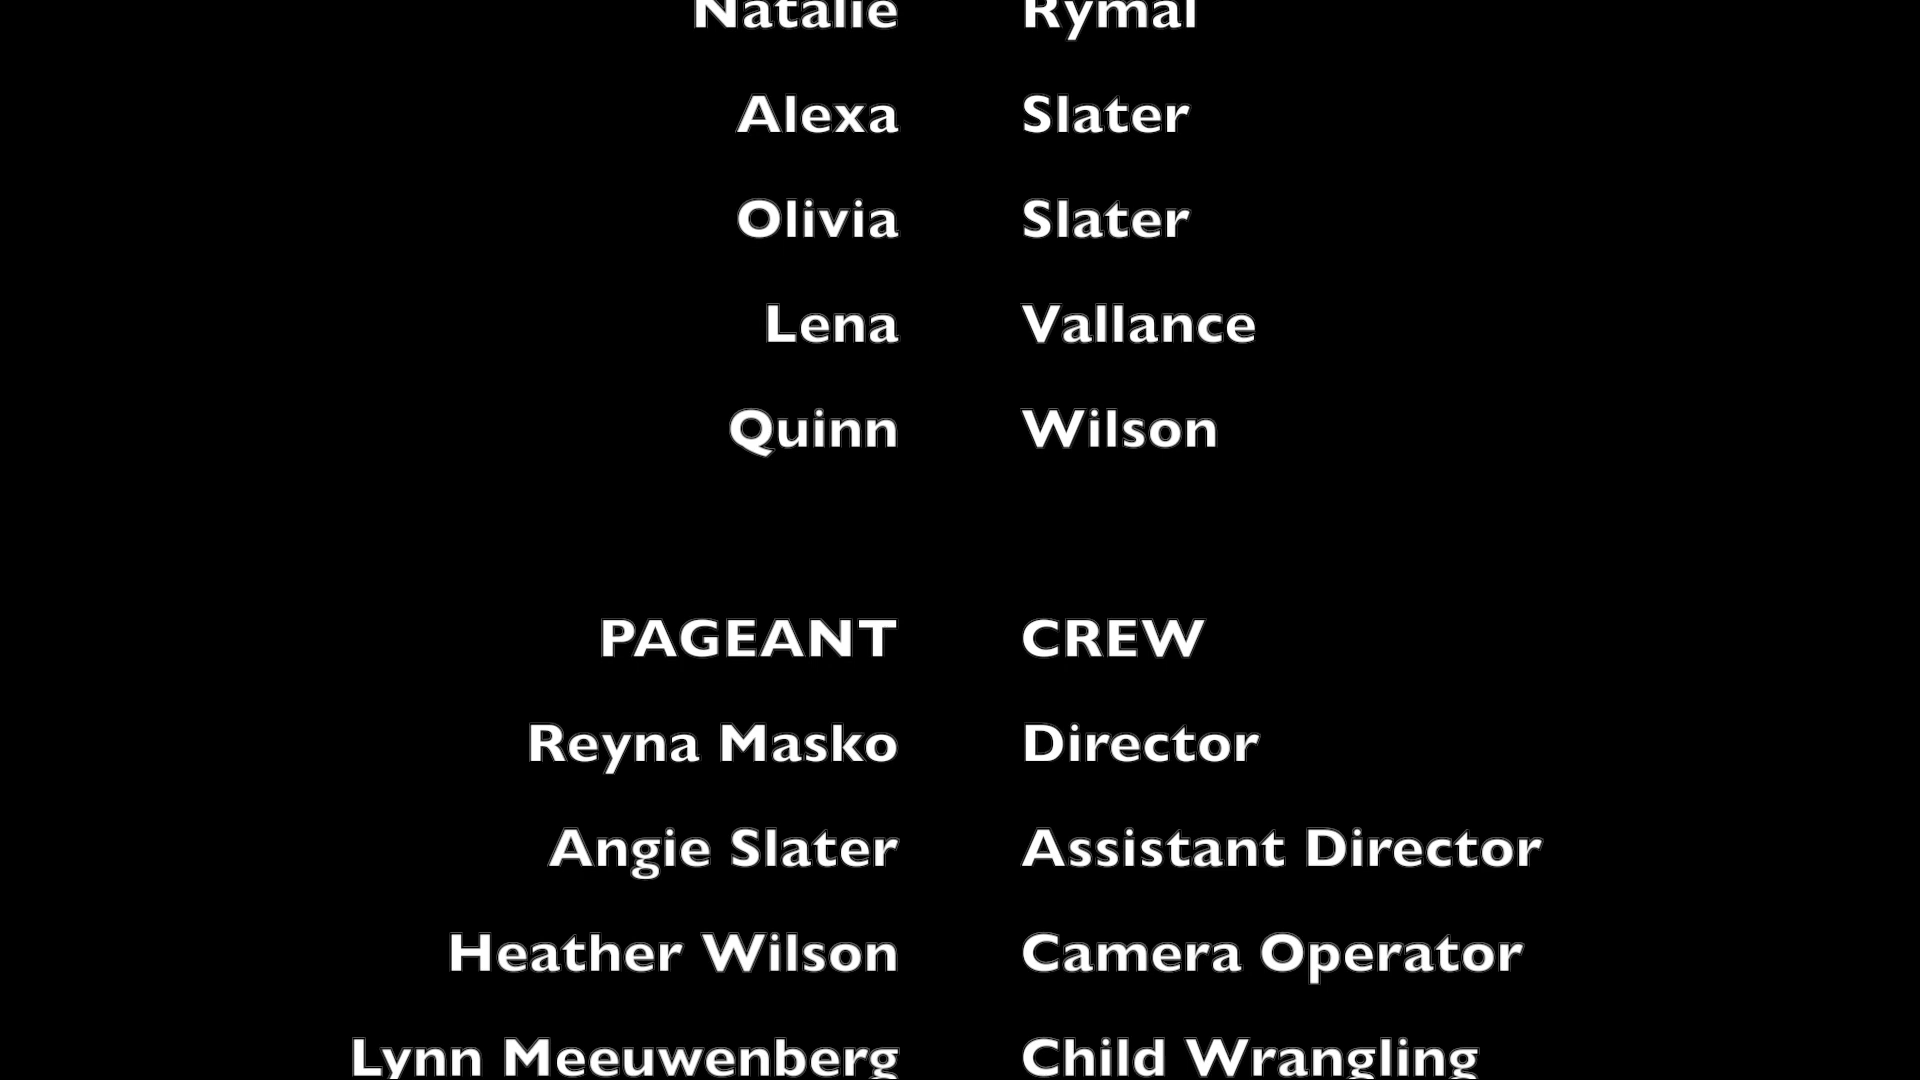 Natalie Rymal
Alexa Slater
Olivia Slater
Lena Vallance
Quinn Wilson
PAGEANT CREW
Reyna Masko Director
Angie Slater Assistant Director
Heather Wilson Camera Operator
Lynn Meeuwenberg Child Wrangling